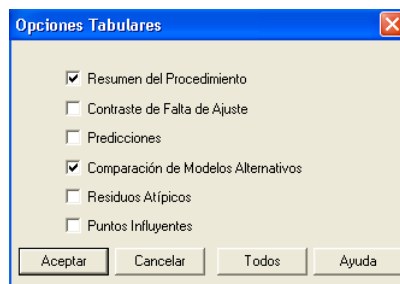 Opciones Tabulares
Resumen del Procedimiento
Contraste de Falta de Ajuste
Predicciones
Comparación de Modelos Alternativos
Residuos Atípicos
Puntos Influyentes
Aceptar Cancelar Todos Ayuda